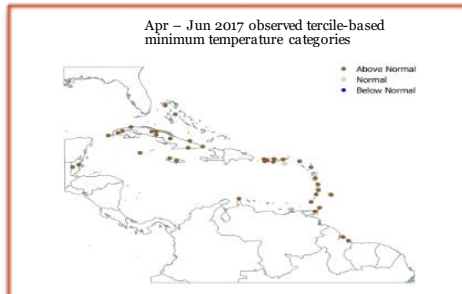 Apr – Jun 2017 observed tercile-based
minimum temperature categories
Above Normal
Normal
Below Normal